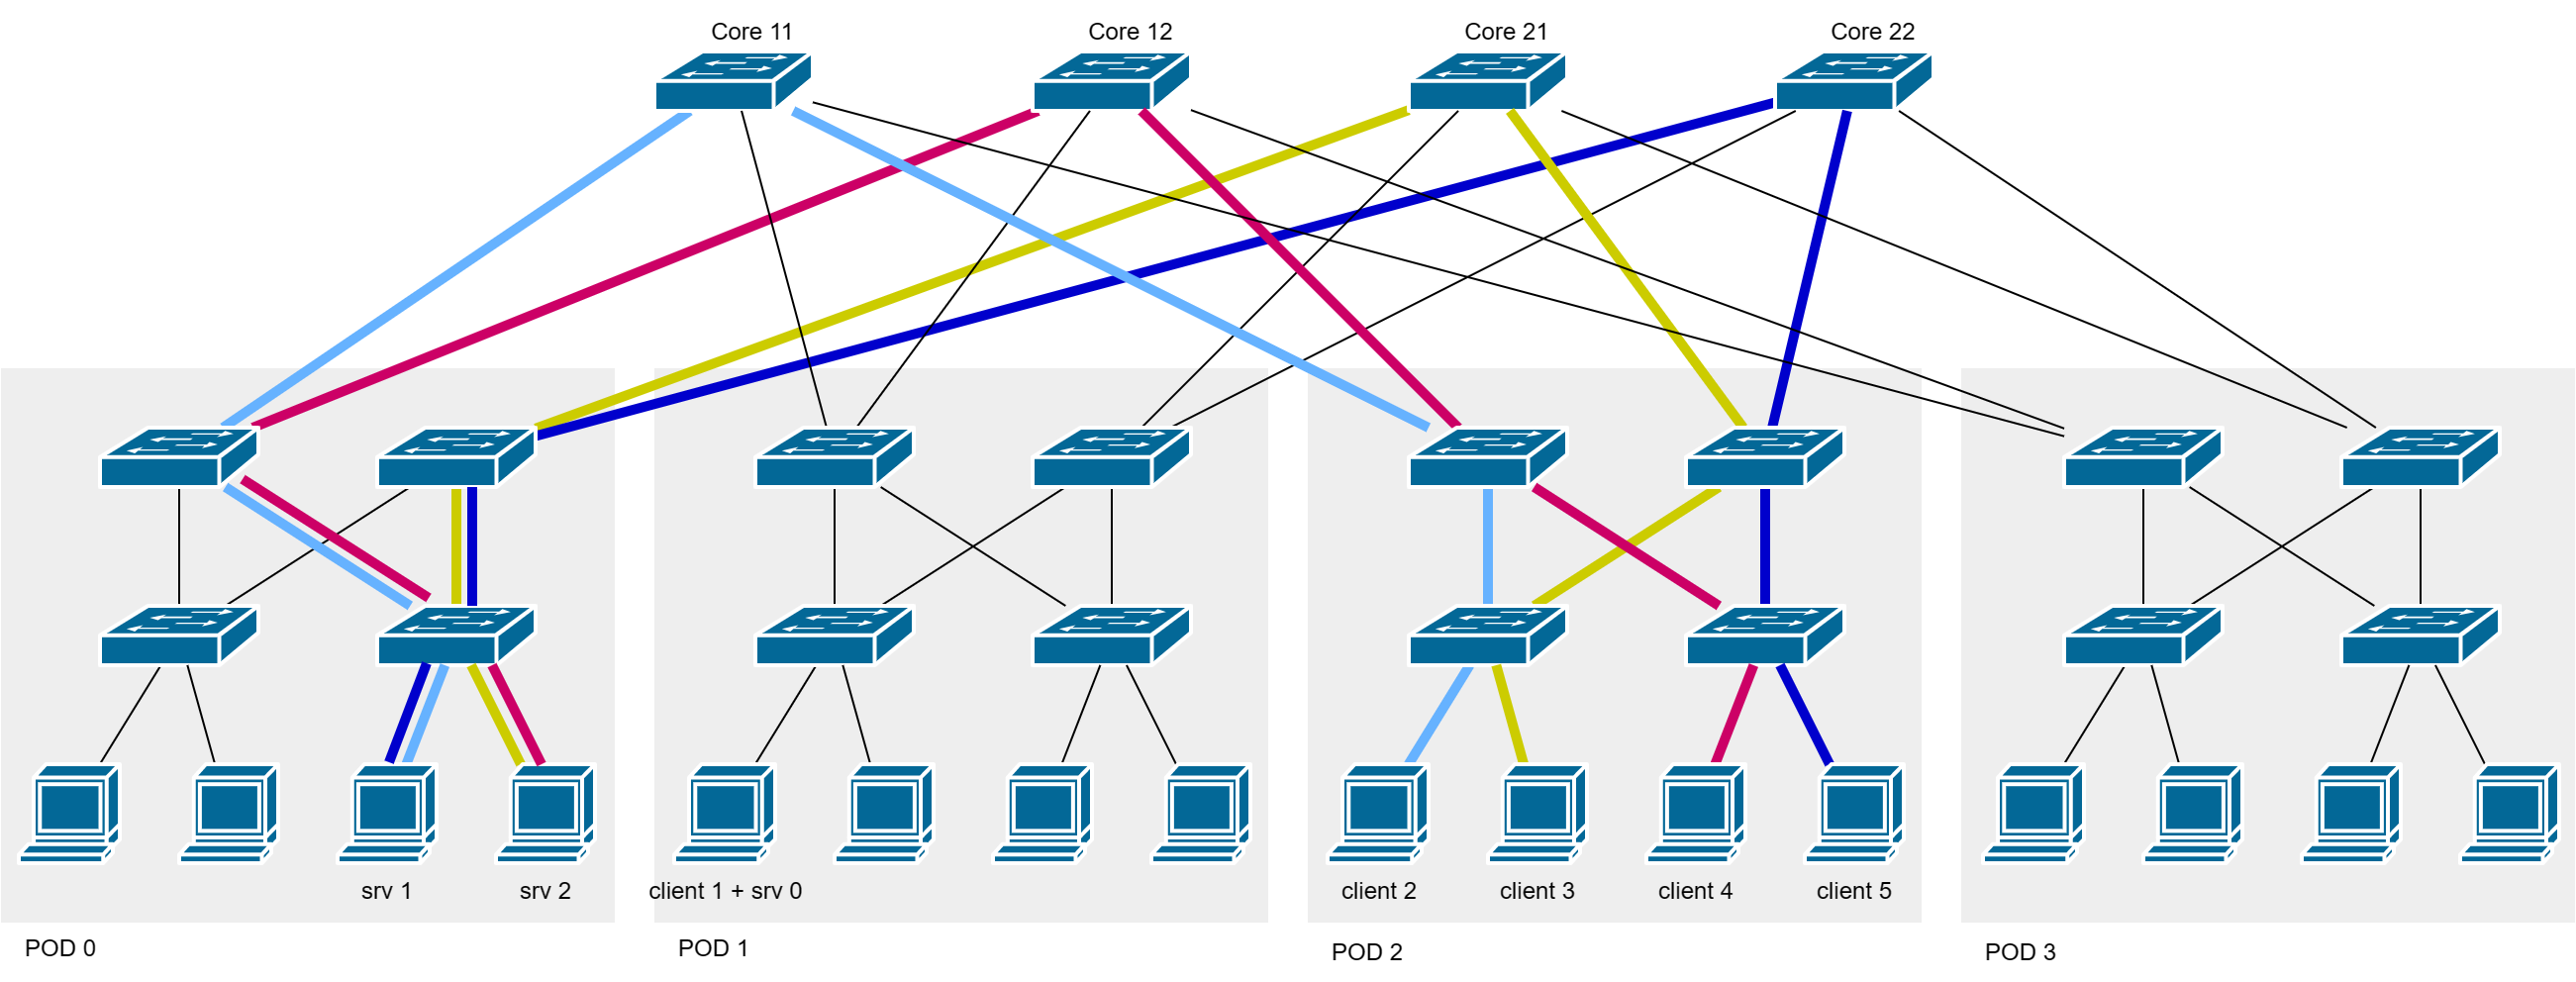 Core 11
Core 12
Core 21
Core 22
srv 1
srv 2
client 1 + srv 0
client 2
client 3
client 4
client 5
POD 0
POD 1
POD 2
POD 3